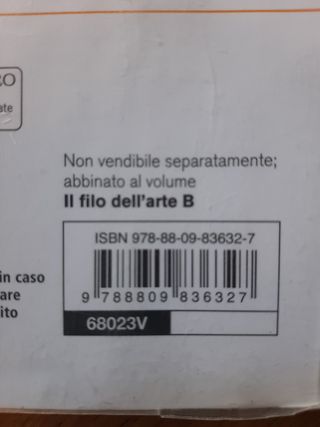 Non vendibile separatamente;
abbinato al volume
Il filo dell'arte B
ISBN 978-88-09-83632-7
9 788809 836327
68023V
in caso
are
ito